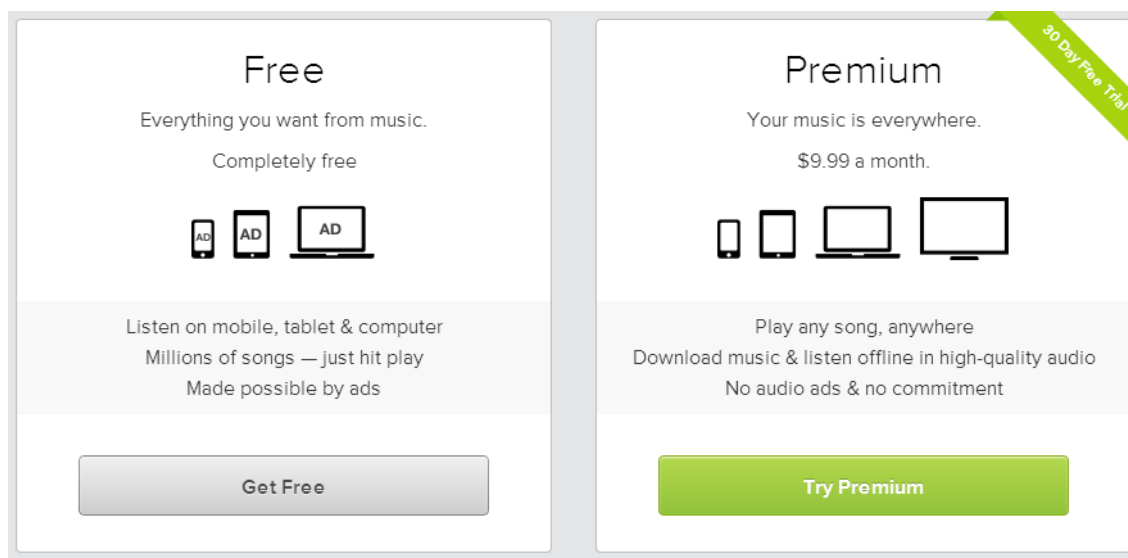 Free
Everything you want from music.
Completely free
AD
AD
AD
Listen on mobile, tablet & computer
Millions of songs — just hit play
Made possible by ads
Get Free
30 Day Free Trial
Premium
Your music is everywhere.
$9.99 a month.
Play any song, anywhere
Download music & listen offline in high-quality audio
No audio ads & no commitment
Try Premium